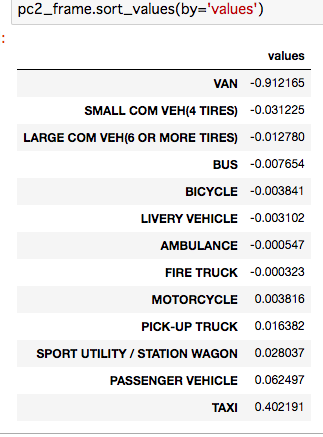 pc2_frame.sort_values(by='values')
:
values
VAN -0.912165
SMALL COM VEH(4 TIRES) -0.031225
LARGE COM VEH(6 OR MORE TIRES) -0.012780
BUS -0.007654
BICYCLE -0.003841
LIVERY VEHICLE -0.003102
AMBULANCE -0.000547
FIRE TRUCK -0.000323
MOTORCYCLE 0.003816
PICK-UP TRUCK 0.016382
SPORT UTILITY / STATION WAGON 0.028037
PASSENGER VEHICLE 0.062497
TAXI 0.402191